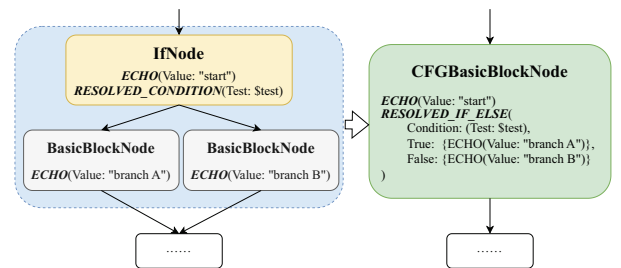 IfNode
ECHO(Value: "start")
RESOLVED_CONDITION(Test: $test)
BasicBlockNode
ECHO(Value: "branch A")
BasicBlockNode
ECHO(Value: "branch B")
......
CFGBasicBlockNode
ECHO(Value: "start")
RESOLVED_IF_ELSE(
Condition: (Test: $test),
True: {ECHO(Value: "branch A")},
False: {ECHO(Value: "branch B")}
)
......